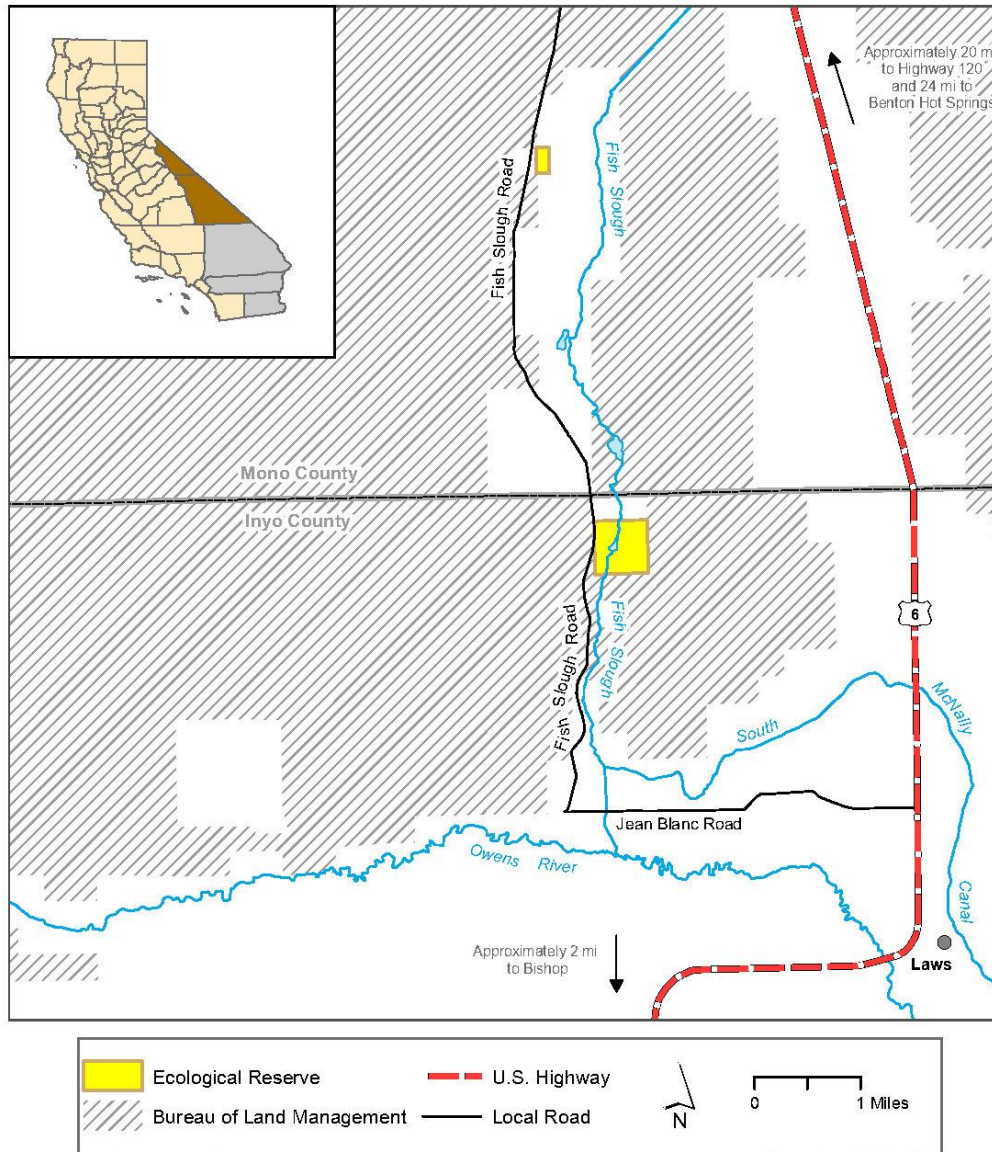 Approximately 20 mi
to Highway 120
and 24 mi to
Benton Hot Springs
Fish Slough
Fish Slough Road
Mono County
Inyo County
6
Fish Slough
Fish Slough Road
McNally
South
Jean Blanc Road
Owens River
Canal
Approximately 2 mi
to Bishop
Laws
Ecological Reserve
U.S. Highway
Bureau of Land Management
Local Road
N
0
1 Miles